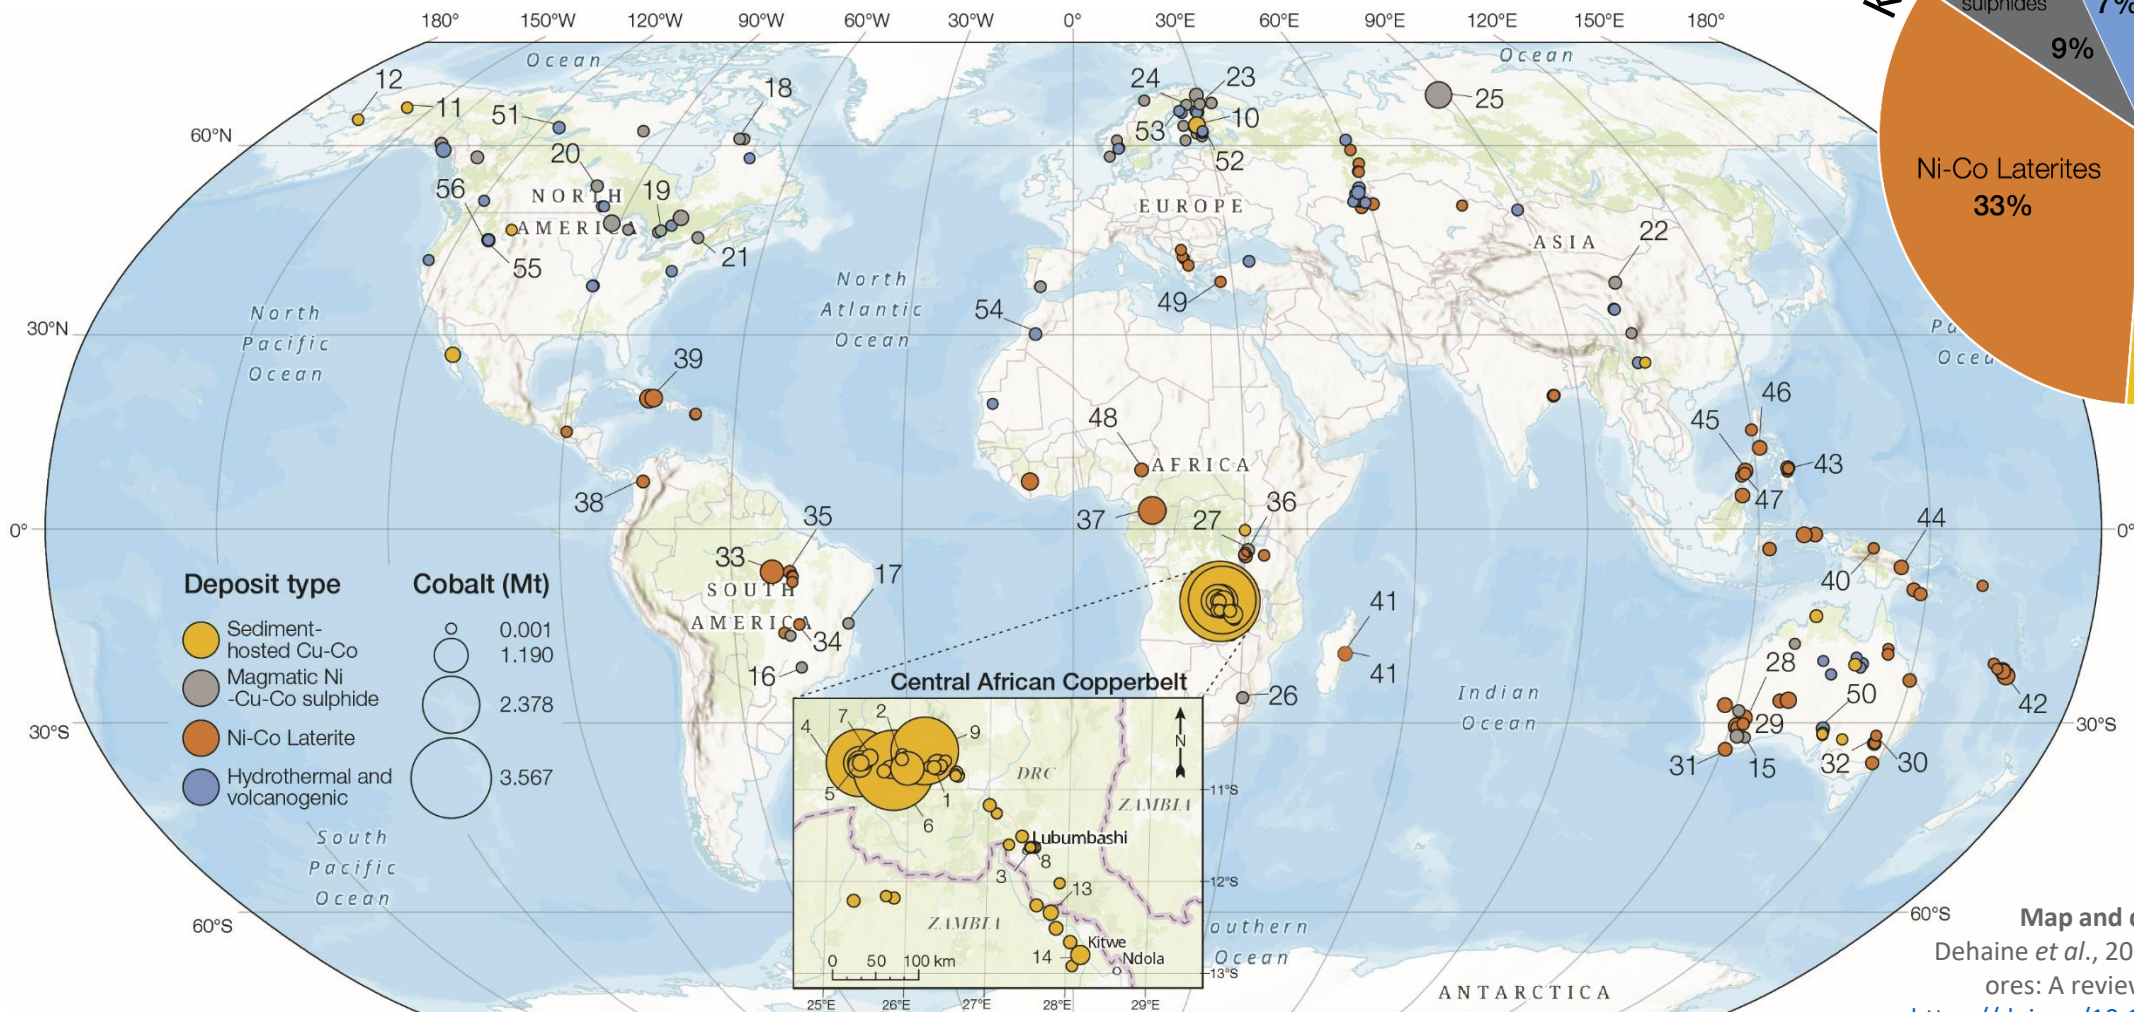 180°
150°W
120°W
90°W
60°W
30°W
0°
30°E
60°E
90°E
120°E
150°E
180°
sulphides
7%
9%
Ni-Co Laterites
33%
Ocean
Ocean
12
11
51
18
24
23
25
10
53
52
60°N
20
56
19
NORTH
AMERICA
55
21
EUROPE
ASIA
22
North
Pacific
Ocean
North
Atlantic
Ocean
54
49
30°N
30°N
39
48
AFRICA
46
45
43
47
38
37
27
36
44
0°
0°
35
33
SOUTH
AMERICA
17
34
16
40
41
41
26
28
50
42
29
30
31
15
32
Indian
Ocean
30°S
30°S
Deposit type
Sediment-
hosted Cu-Co
Magmatic Ni
-Cu-Co sulphide
Ni-Co Laterite
Hydrothermal and
volcanogenic
Cobalt (Mt)
0.001
1.190
2.378
3.567
South
Pacific
Ocean
60°S
60°S
Central African Copperbelt
4
7
2
9
5
6
1
N
DRC
ZAMBIA
Lubumbashi
8
3
13
ZAMBIA
Kitwe
14
Ndola
0 50 100 km
11°S
12°S
13°S
25°E
26°E
27°E
28°E
29°E
Ocean
ANTARCTICA
Map and
Dehaine et al., 20
ores: A review